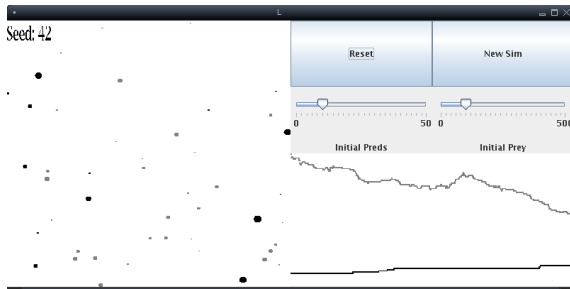 L
Seed: 42
Reset
New Sim
0
50
0
500
Initial Preds
Initial Prey